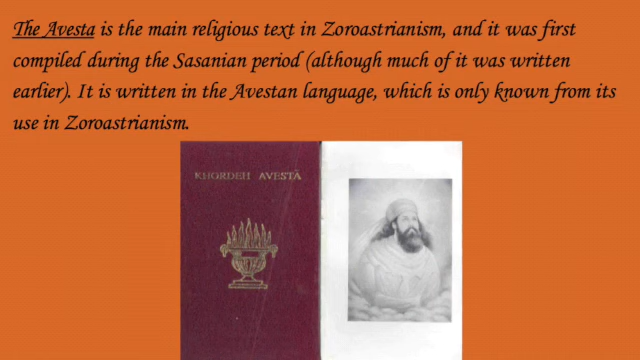 The Avesta is the main religious text in Zoroastrianism, and it was first
compiled during the Sasanian period (although much of it was written
earlier). It is written in the Avestan language, which is only known from its
use in Zoroastrianism.
KHORDEH AVESTĀ